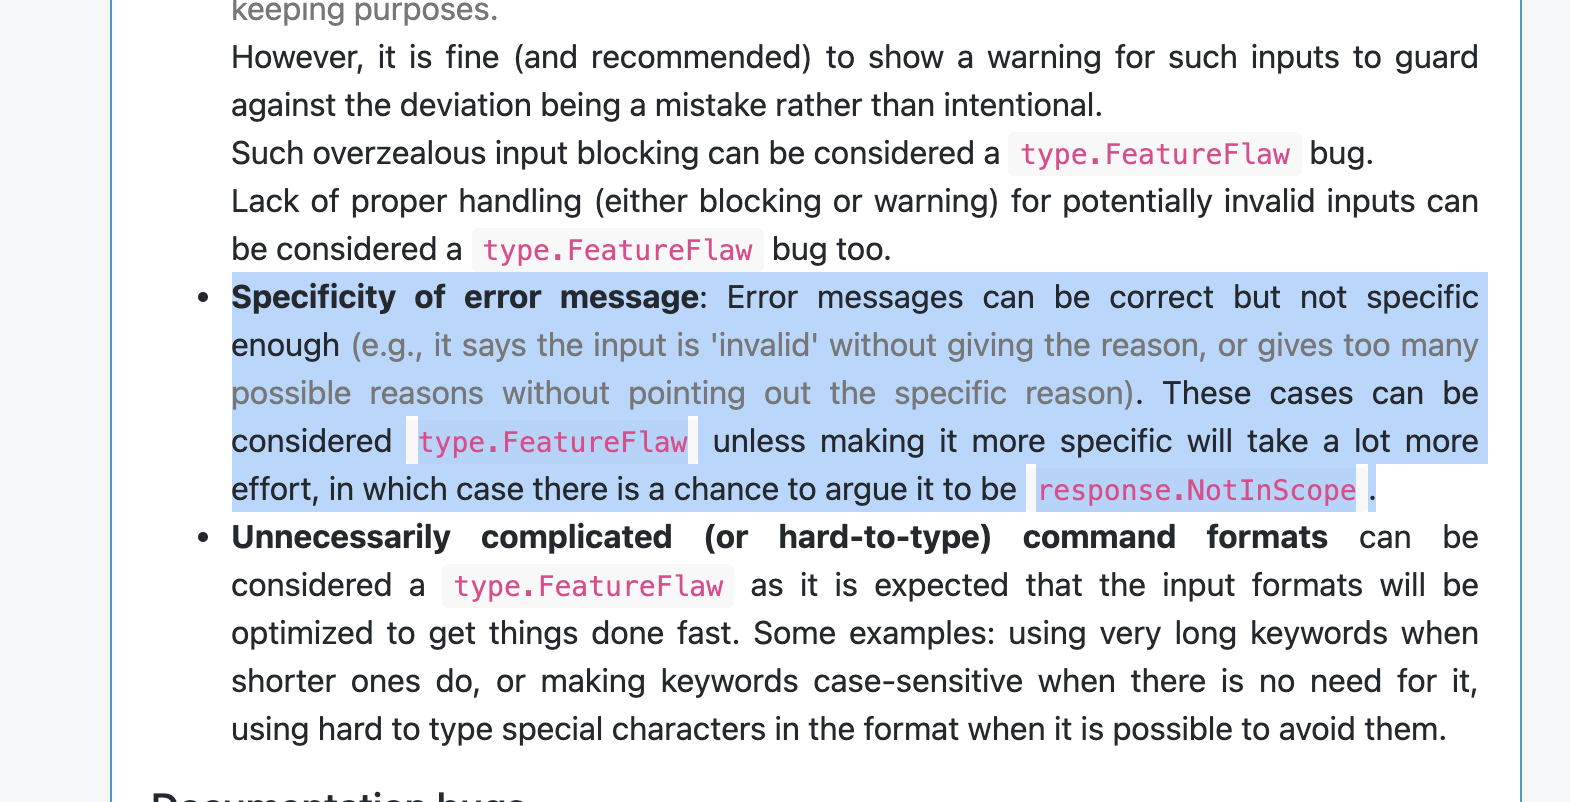 keeping purposes.
However, it is fine (and recommended) to show a warning for such inputs to guard
against the deviation being a mistake rather than intentional.
Such overzealous input blocking can be considered a type.FeatureFlaw bug.
Lack of proper handling (either blocking or warning) for potentially invalid inputs can
be considered a type.FeatureFlaw bug too.
• Specificity of error message: Error messages can be correct but not specific
enough (e.g., it says the input is 'invalid' without giving the reason, or gives too many
possible reasons without pointing out the specific reason). These cases can be
considered type.FeatureFlaw unless making it more specific will take a lot more
effort, in which case there is a chance to argue it to be response.NotInScope.
• Unnecessarily complicated (or hard-to-type) command formats can be
considered a type.FeatureFlaw as it is expected that the input formats will be
optimized to get things done fast. Some examples: using very long keywords when
shorter ones do, or making keywords case-sensitive when there is no need for it,
using hard to type special characters in the format when it is possible to avoid them.
Documentation bugs